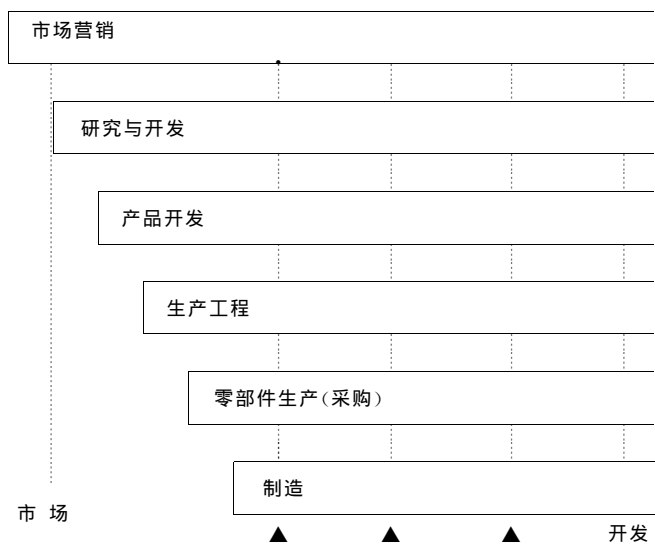 市场营销
研究与开发
产品开发
生产工程
零部件生产(采购)
制造
市 场
开发